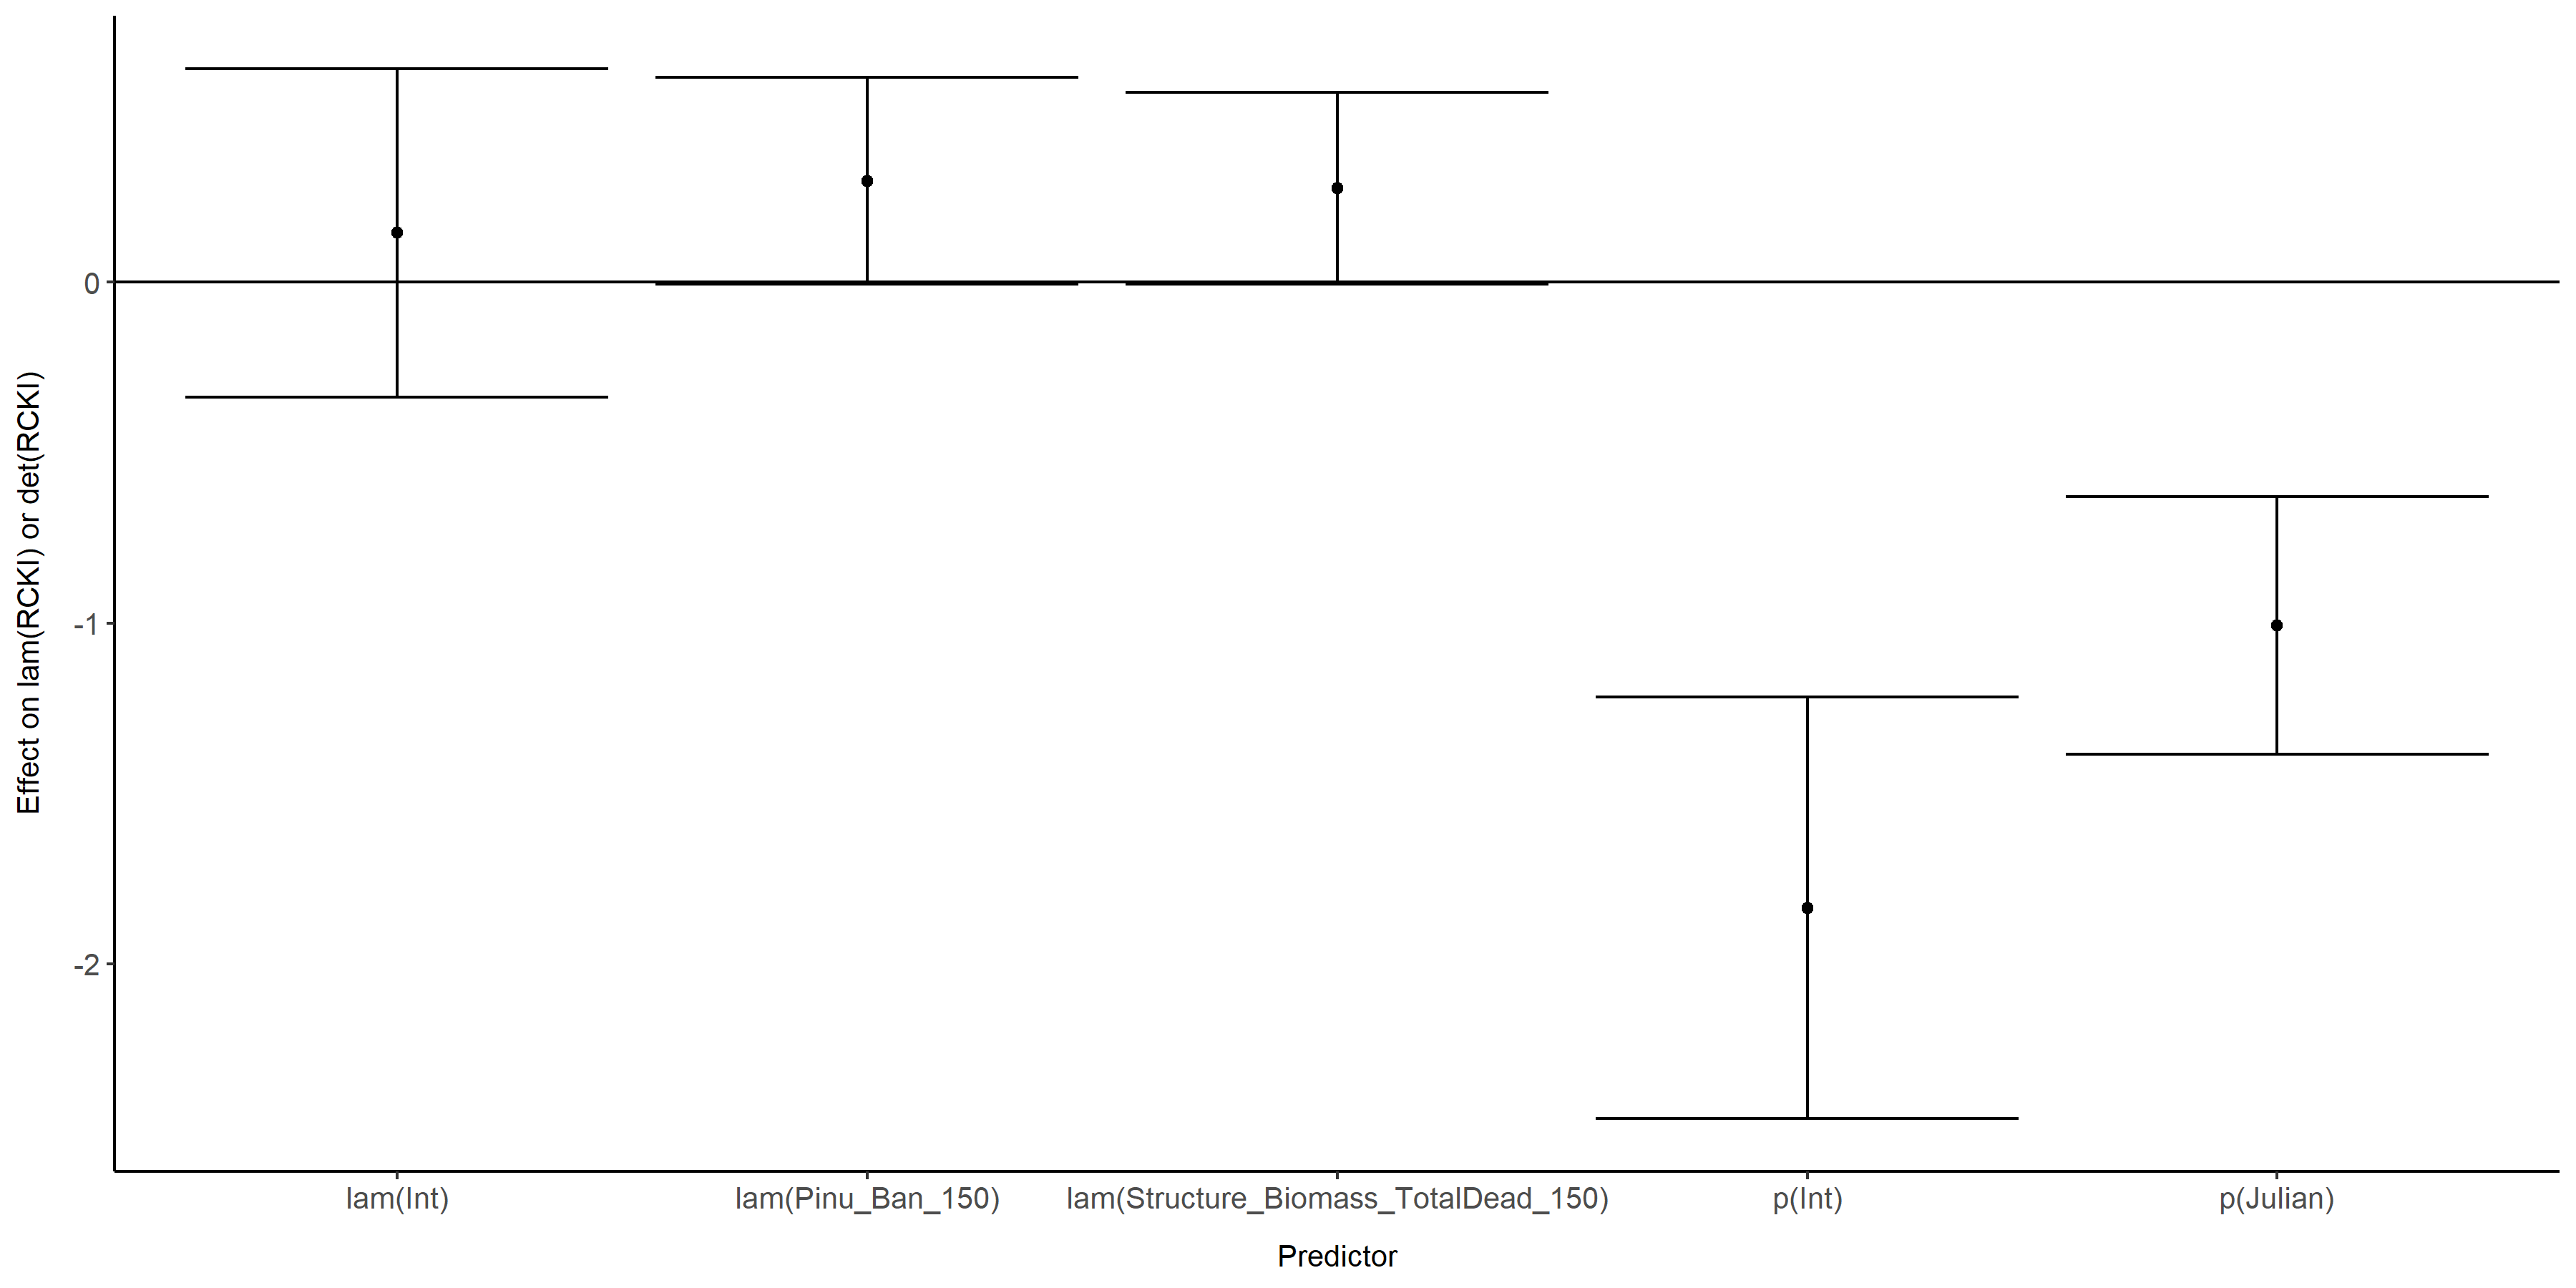 Effect on lam(RCKI) or det(RCKI)
0
-1
-2
lam(Int) lam(Pinu_Ban_150) lam(Structure_Biomass_TotalDead_150) p(Int) p(Julian)
Predictor